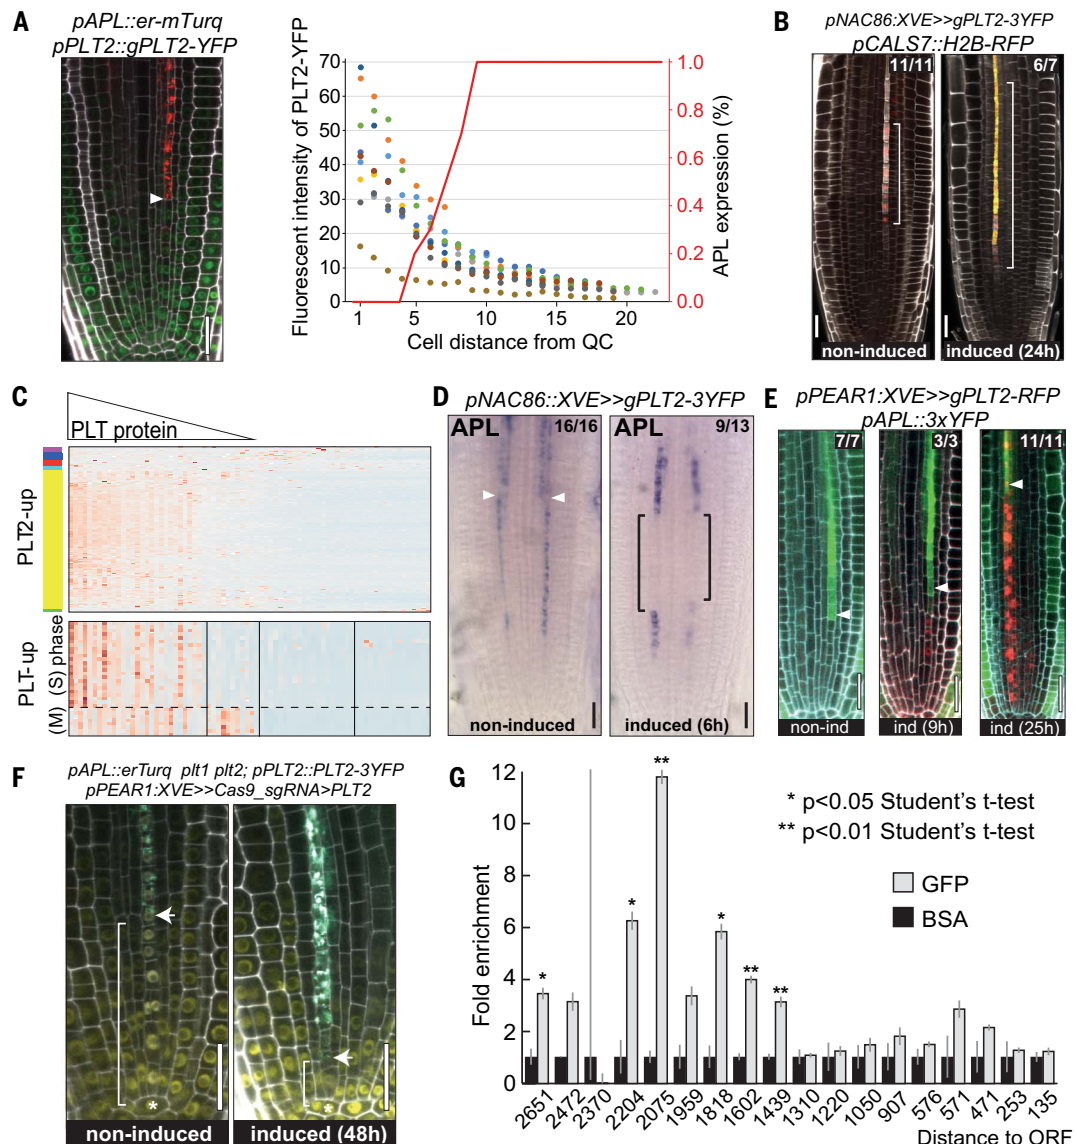 A
pAPL::er-mTurq
pPLT2::gPLT2-YFP
Fluorescent intensity of PLT2-YFP
70
60
50
40
30
20
10
0
1
5
10
15
20
Cell distance from QC
1.0
0.8
0.6
0.4
0.2
0.0
APL expression (%)
B
pNAC86:XVE>>gPLT2-3YFP
pCALS7::H2B-RFP
11/11
6/7
non-induced
induced (24h)
C
PLT protein
PLT2-up
PLT-up
(M) (S) phase
D
pNAC86::XVE>>gPLT2-3YFP
APL
16/16
APL
9/13
non-induced
induced (6h)
E
pPEAR1:XVE>>gPLT2-RFP
pAPL::3xYFP
7/7
3/3
11/11
non-ind
ind (9h)
ind (25h)
F
pAPL::erTurq plt1 plt2; pPLT2::PLT2-3YFP
pPEAR1:XVE>>Cas9_sgRNA>PLT2
*
*
non-induced
induced (48h)
G
Fold enrichment
12
10
8
6
4
2
0
* ** * ** * ** 
* p<0.05 Student's t-test
** p<0.01 Student's t-test
GFP
BSA
2651
2472
2370
2204
2075
1959
1818
1602
1439
1310
1220
1050
907
576
571
471
253
135
Distance to ORF